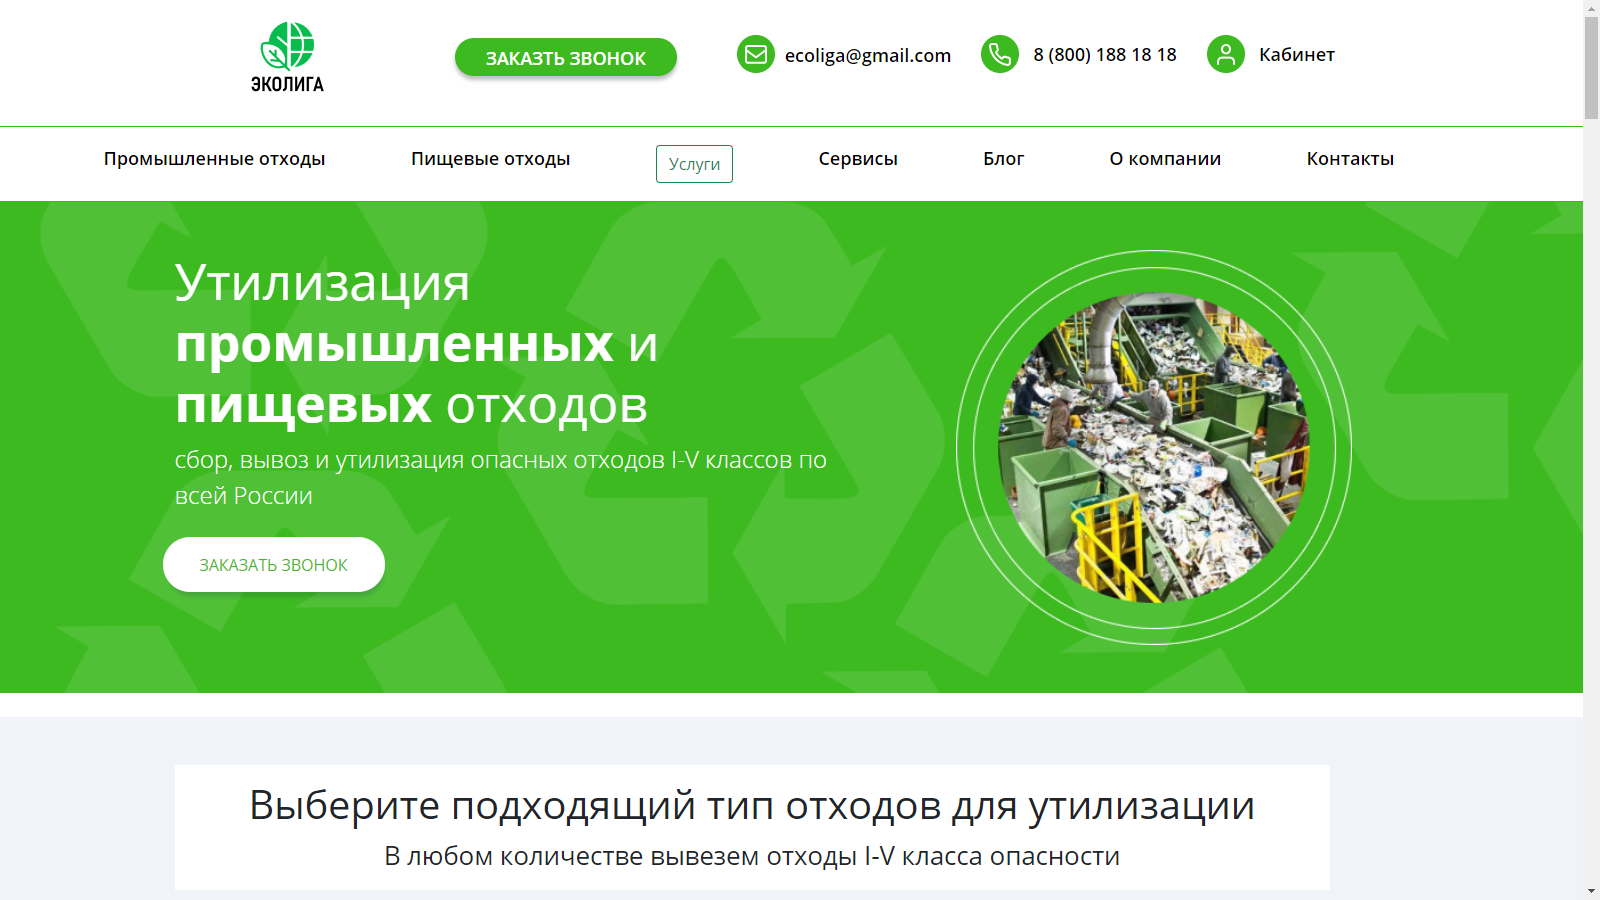 ЭКОЛИГА
ЗАКАЗТЬ ЗВОНОК
ecoliga@gmail.com
8 (800) 188 18 18
Кабинет
Промышленные отходы
Пищевые отходы
Услуги
Сервисы
Блог
О компании
Контакты
Утилизация
промышленных и
пищевых отходов
сбор, вывоз и утилизация опасных отходов I-V классов по
всей России
ЗАКАЗАТЬ ЗВОНОК
Выберите подходящий тип отходов для утилизации
В любом количестве вывезем отходы I-V класса опасности